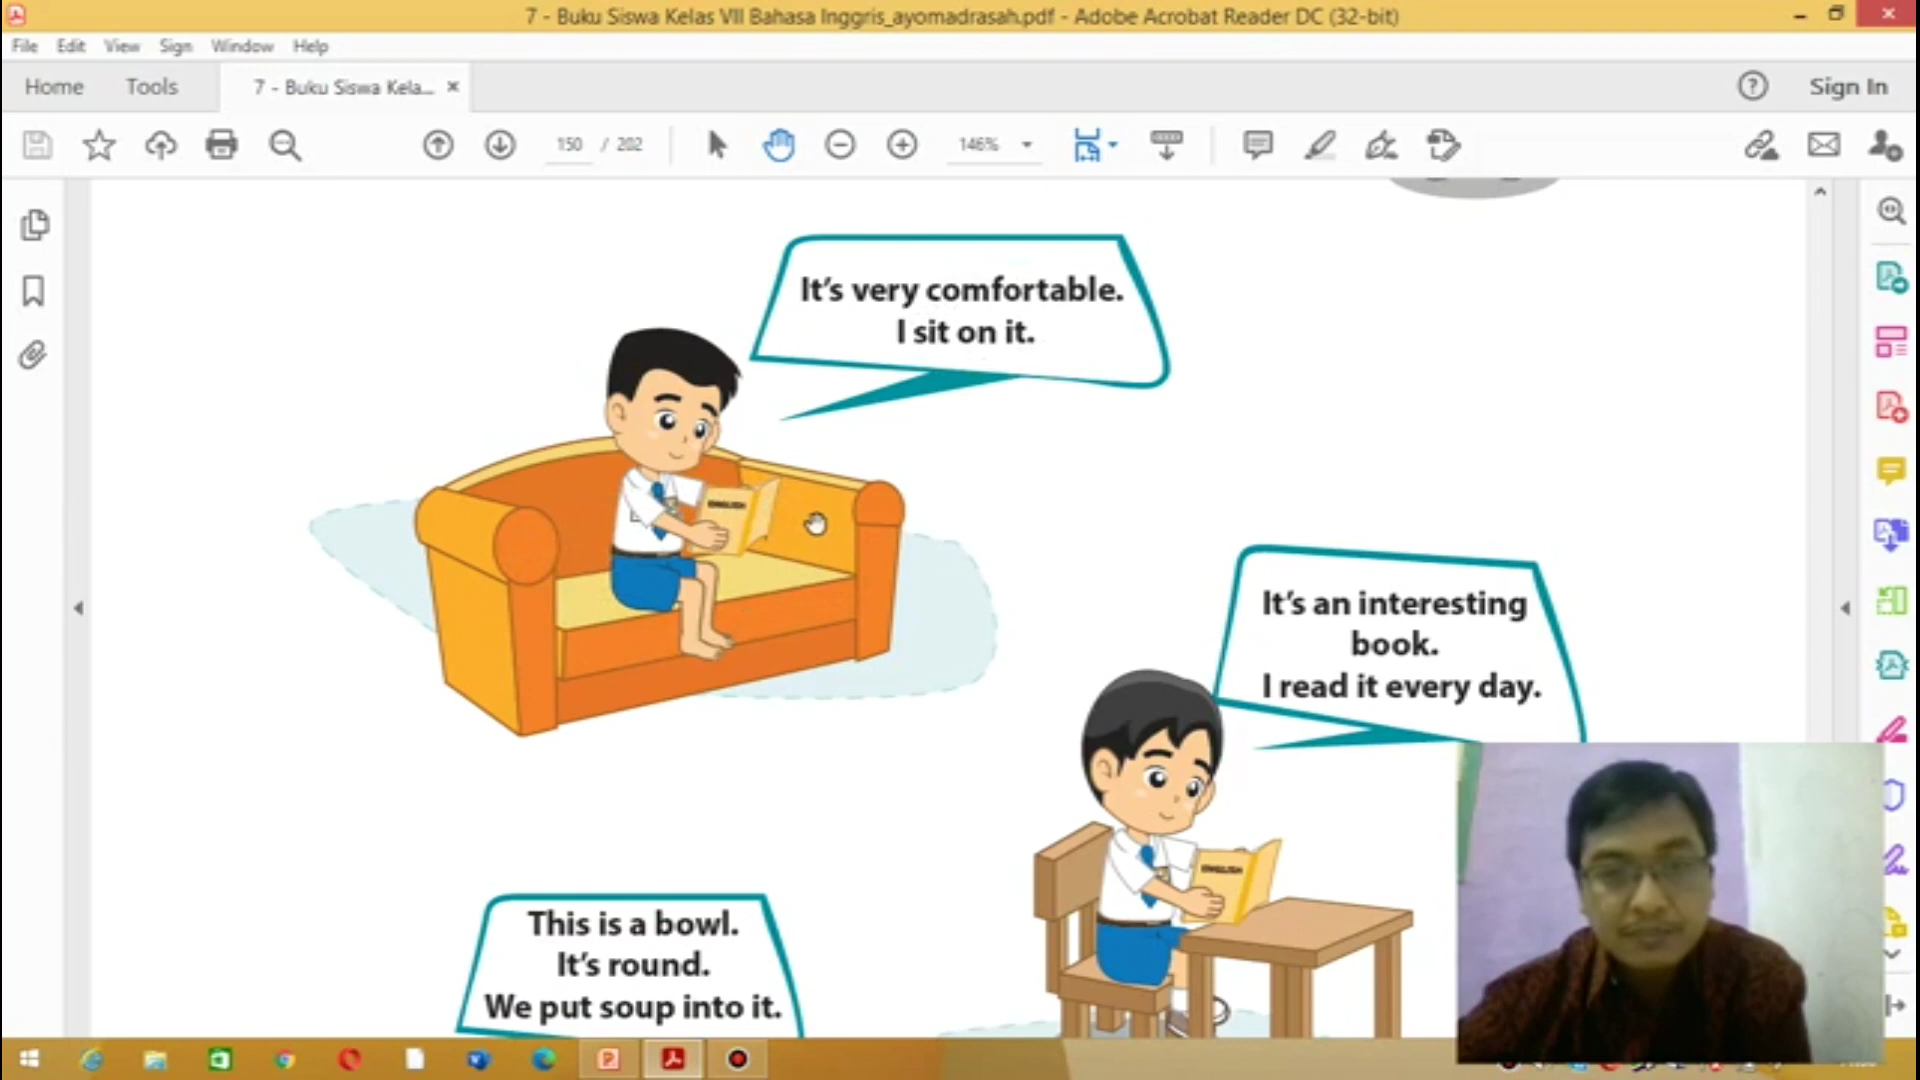 7 - Buku Siswa Kelas VII Bahasa Inggris_ayomadrasah.pdf - Adobe Acrobat Reader DC (32-bit)
File Edit View Sign Window Help
Home Tools 7 - Buku Siswa Kela... Sign In
150 / 202 146%
It's very comfortable.
I sit on it.
ENGLISH
It's an interesting
book.
I read it every day.
ENGLISH
This is a bowl.
It's round.
We put soup into it.